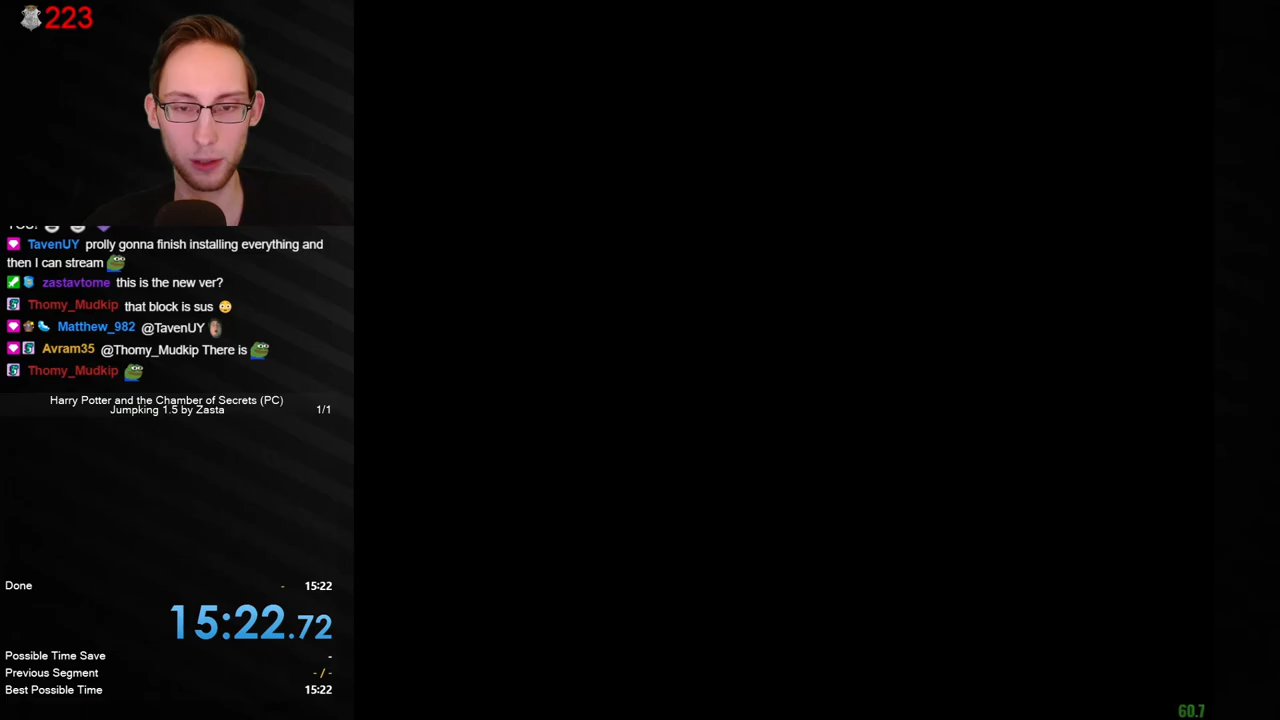 223
TavenUY prolly gonna finish installing everything and
then I can stream
zastavtome this is the new ver?
Thomy_Mudkip that block is sus
Matthew_982 @TavenUY
Avram35 @Thomy_Mudkip There is
Thomy_Mudkip
Harry Potter and the Chamber of Secrets (PC)
Jumpking 1.5 by Zasta 1/1
Done - 15:22
15:22.72
Possible Time Save -
Previous Segment - / -
Best Possible Time 15:22
60.7